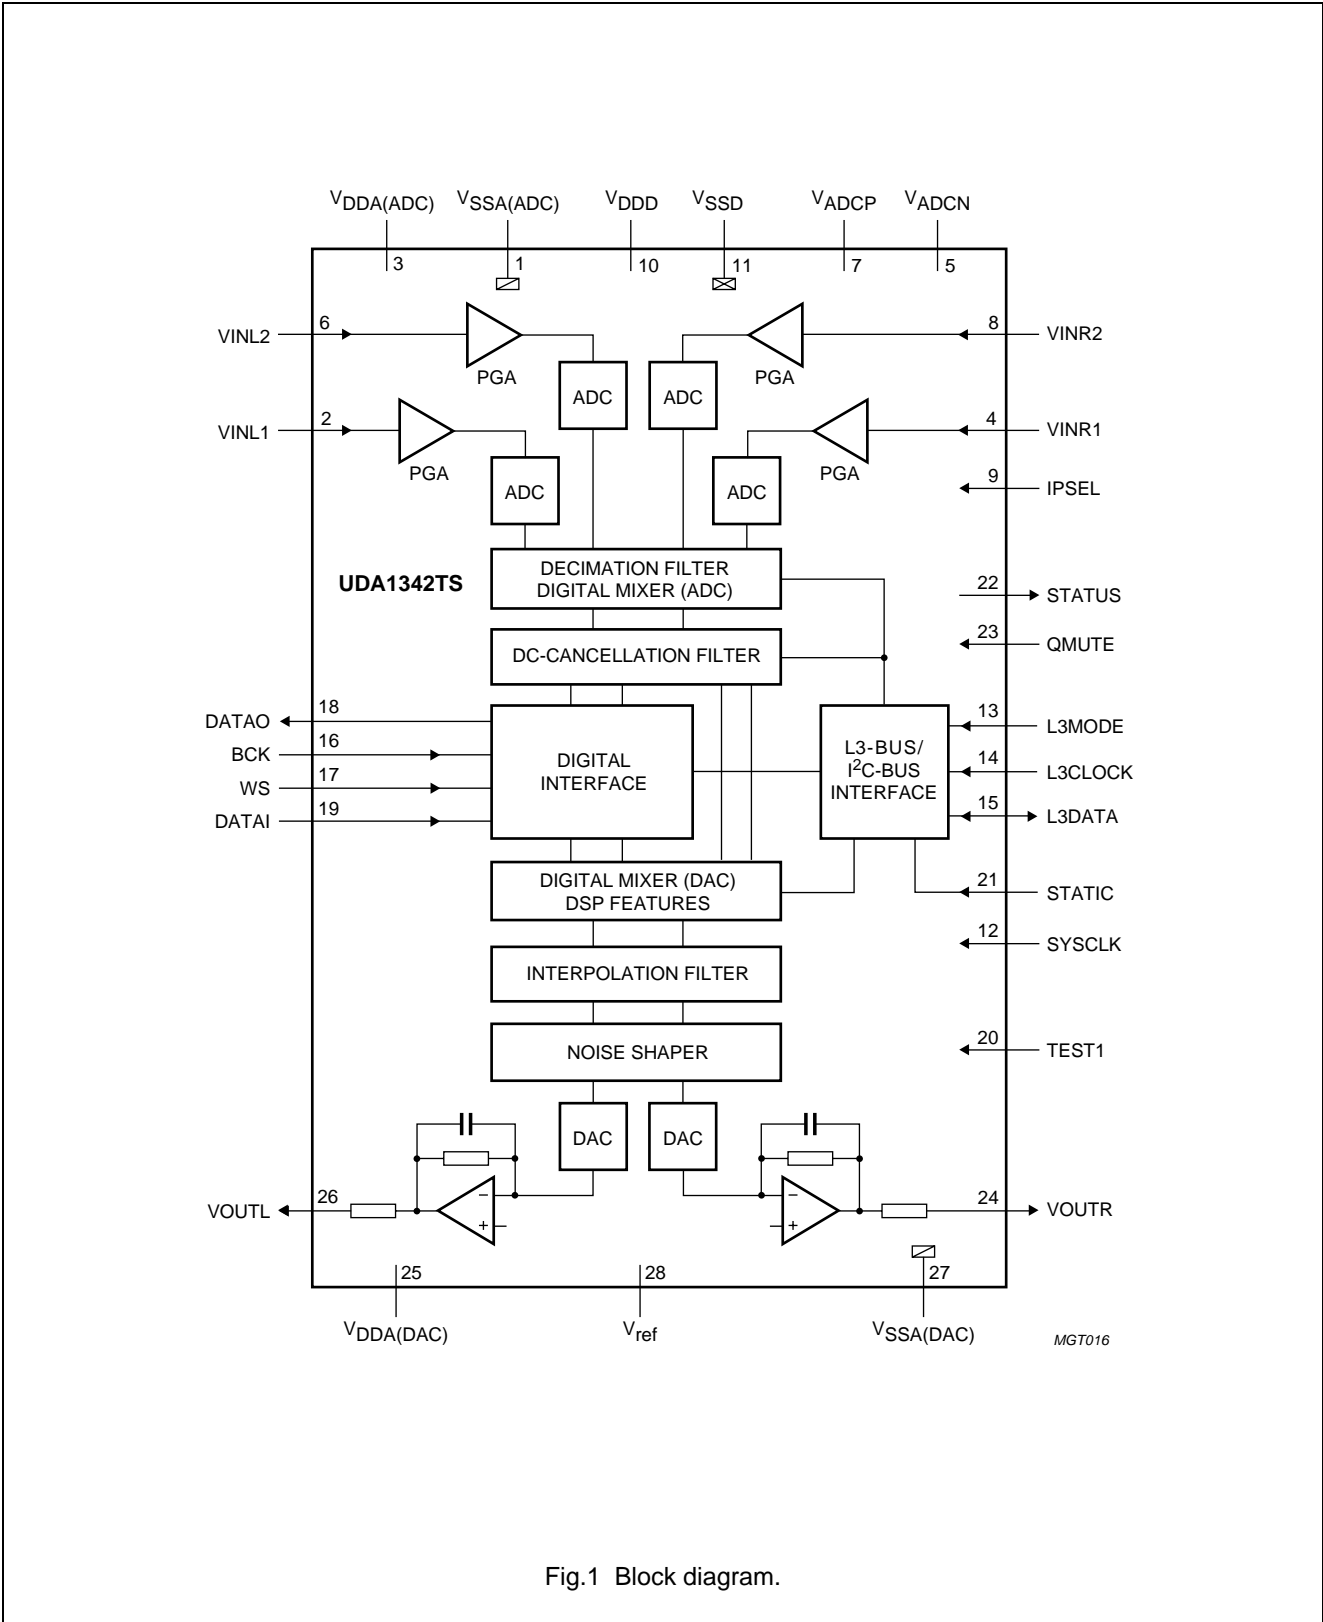 VDDA(ADC) VSSA(ADC) VDDD VSSD VADCP VADCN
3 1 10 11 7 5
VINL2 6 8 VINR2
PGA PGA
ADC ADC
VINL1 2 4 VINR1
PGA PGA
ADC ADC
9 IPSEL
UDA1342TS
DECIMATION FILTER
DIGITAL MIXER (ADC)
22 STATUS
23 QMUTE
DC-CANCELLATION FILTER
DATAO 18
BCK 16
WS 17
DATAI 19
DIGITAL
INTERFACE
L3-BUS/
I2C-BUS
INTERFACE
13 L3MODE
14 L3CLOCK
15 L3DATA
DIGITAL MIXER (DAC)
DSP FEATURES
21 STATIC
12 SYSCLK
INTERPOLATION FILTER
NOISE SHAPER
20 TEST1
DAC DAC
VOUTL 26 − + − + 24 VOUTR
25 28 27
VDDA(DAC) Vref VSSA(DAC)
MGT016
Fig.1 Block diagram.